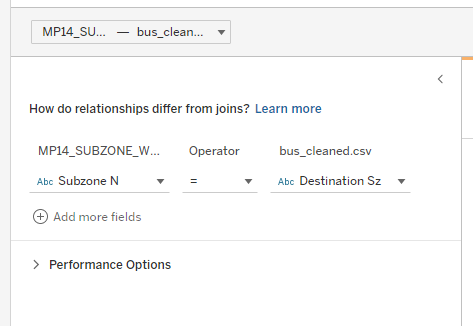 MP14_SU... — bus_clean...
How do relationships differ from joins? Learn more
MP14_SUBZONE_W... Operator bus_cleaned.csv
Abc Subzone N = Abc Destination Sz
Add more fields
Performance Options